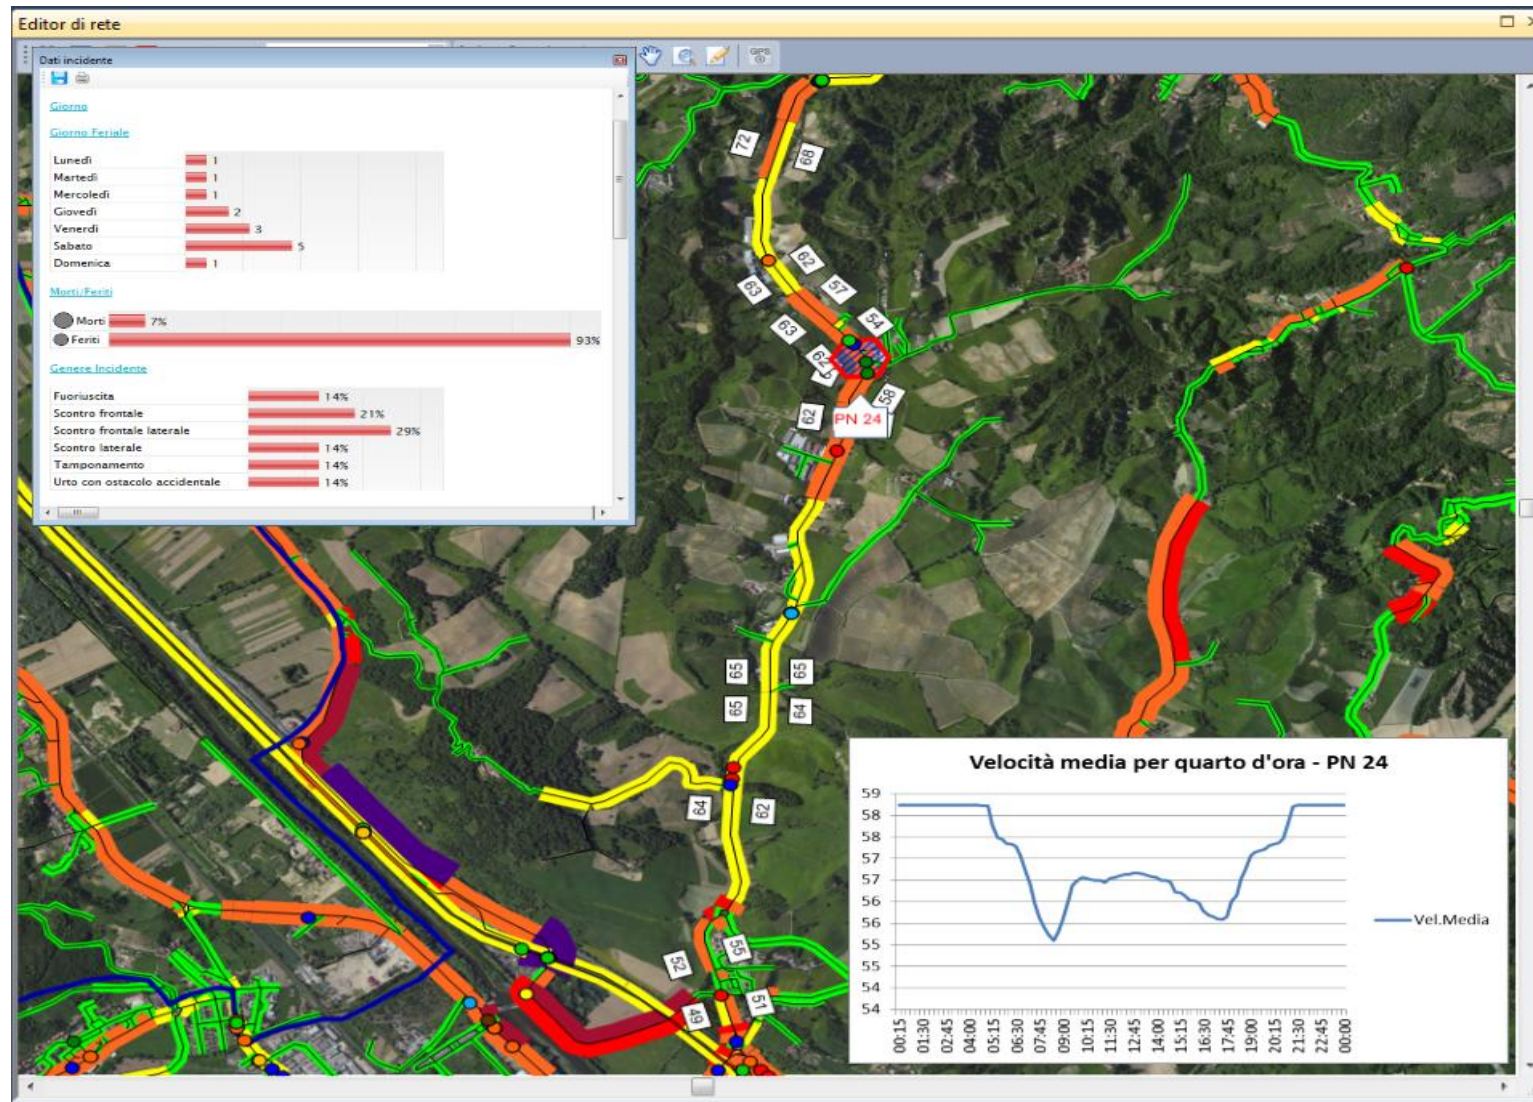 Editor di rete
Dati incidente
GPS
Giorno
Giorno Feriale
Lunedì 1
Martedì 1
Mercoledì 1
Giovedì 2
Venerdì 3
Sabato 5
Domenica 1
Morti/Feriti
Morti 7%
Feriti 93%
Genere Incidente
Fuoriuscita 14%
Scontro frontale 21%
Scontro frontale laterale 29%
Scontro laterale 14%
Tamponamento 14%
Urto con ostacolo accidentale 14%
72
68
62
63
57
63
54
62
58
62
PN 24
65
65
65
64
64
62
52
55
49
51
Velocità media per quarto d'ora - PN 24
59
58
58
57
57
56
56
55
55
54
54
Vel.Media
00:15
01:30
02:45
04:00
05:15
06:30
07:45
09:00
10:15
11:30
12:45
14:00
15:15
16:30
17:45
19:00
20:15
21:30
22:45
00:00